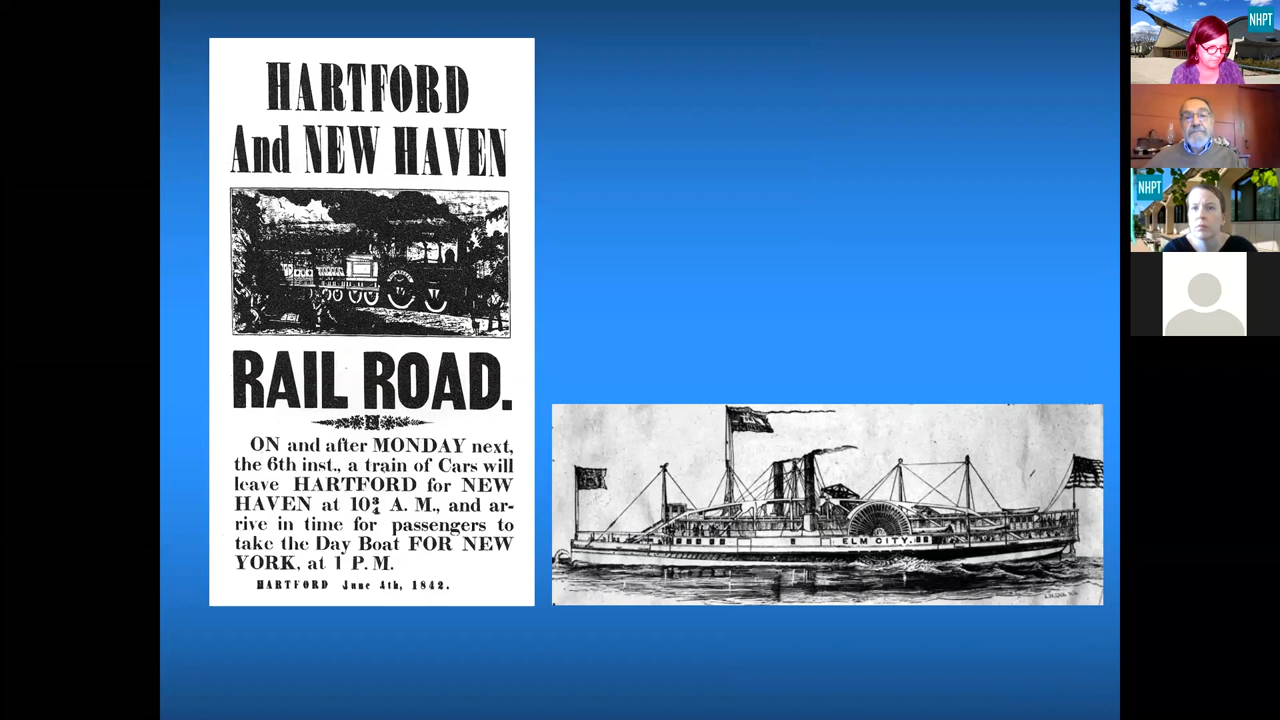 HARTFORD
And NEW HAVEN
RAIL ROAD.
ON and after MONDAY next,
the 6th inst., a train of Cars will
leave HARTFORD for NEW
HAVEN at 10¾ A. M., and ar-
rive in time for passengers to
take the Day Boat FOR NEW
YORK, at 1 P. M.
HARTFORD June 4th, 1842.
ELM CITY.
NHPT
NHPT